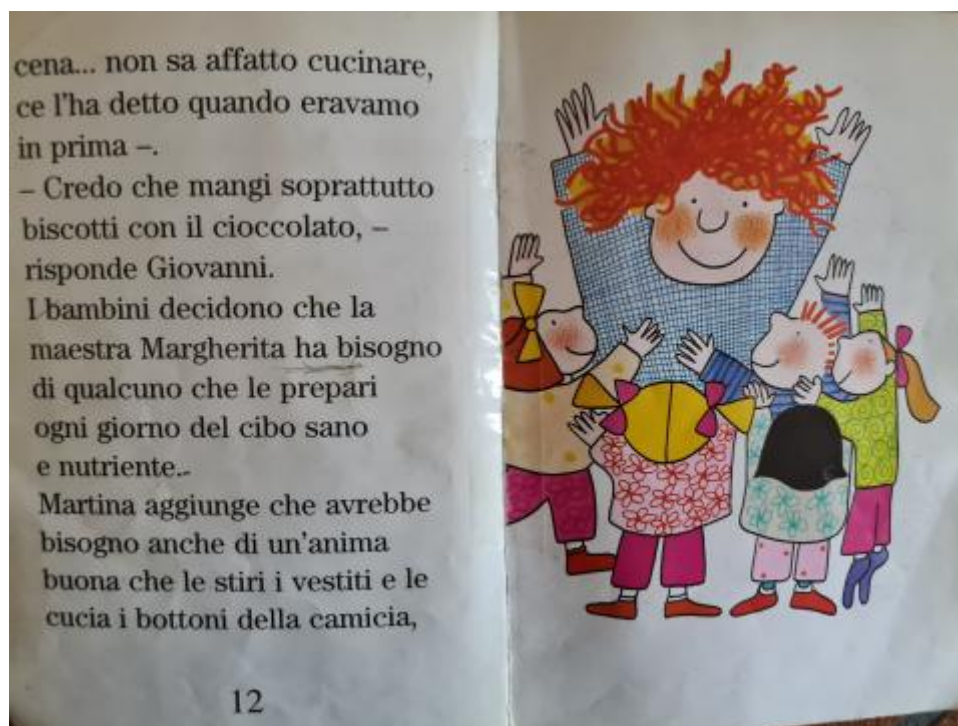 cena... non sa affatto cucinare,
ce l'ha detto quando eravamo
in prima –.
– Credo che mangi soprattutto
biscotti con il cioccolato, –
risponde Giovanni.
I bambini decidono che la
maestra Margherita ha bisogno
di qualcuno che le prepari
ogni giorno del cibo sano
e nutriente..
Martina aggiunge che avrebbe
bisogno anche di un'anima
buona che le stiri i vestiti e le
cucia i bottoni della camicia,
12